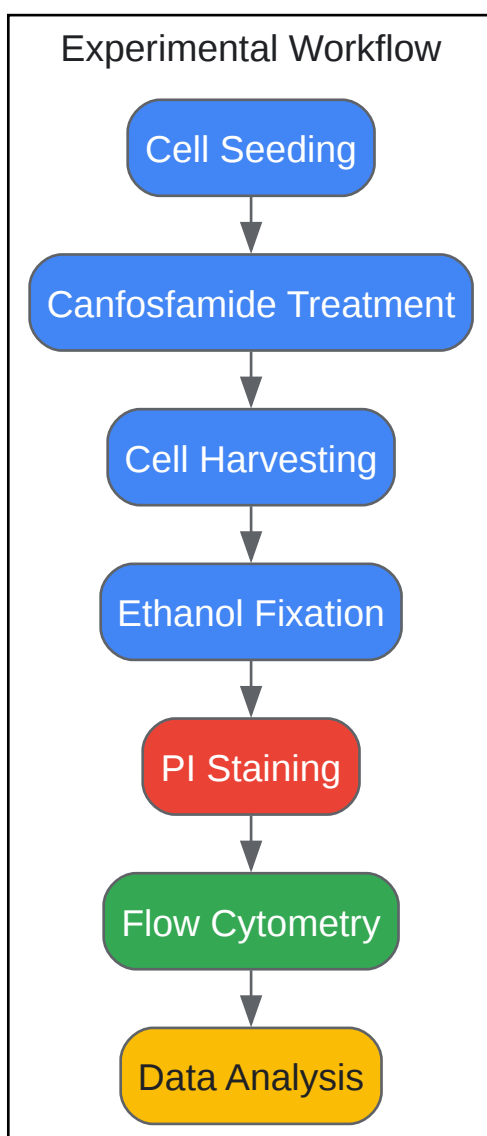 Experimental Workflow
Cell Seeding
Canfosfamide Treatment
Cell Harvesting
Ethanol Fixation
PI Staining
Flow Cytometry
Data Analysis